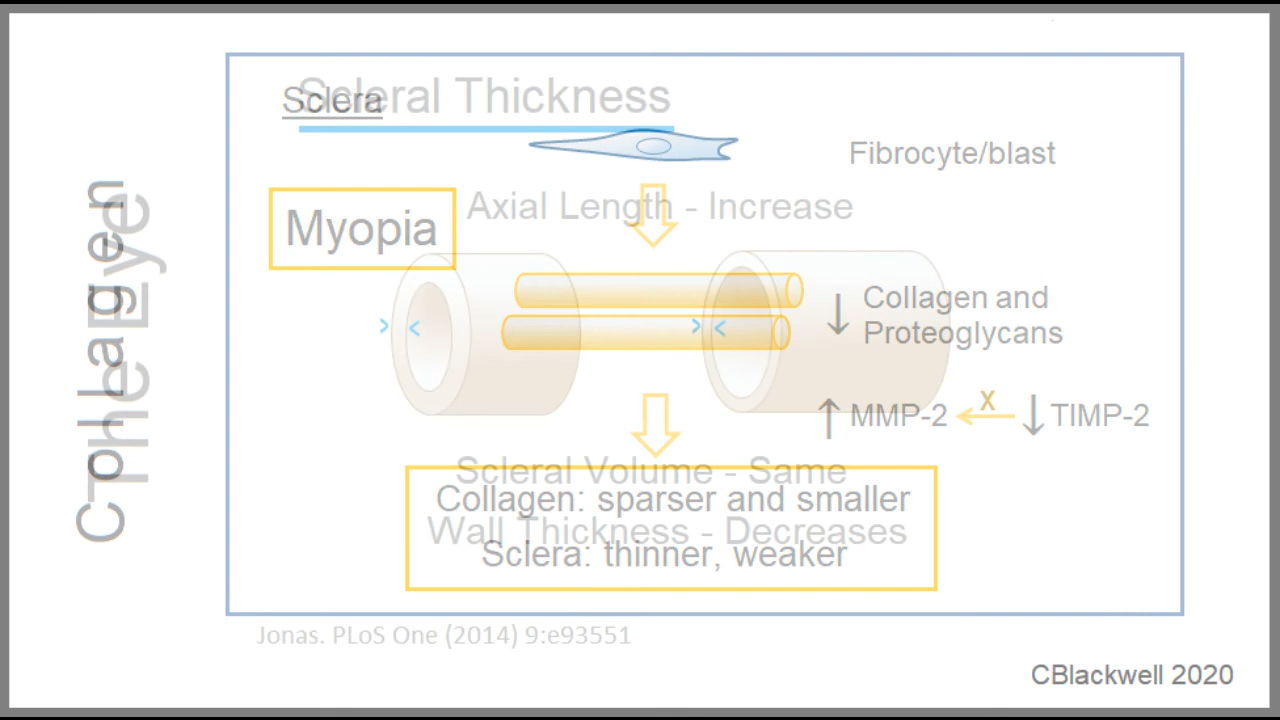 Collagen
The Eye
Sclera
Scleral Thickness
Fibrocyte/blast
Myopia
Axial Length - Increase
Collagen and
Proteoglycans
MMP-2
X
TIMP-2
Scleral Volume - Same
Collagen: sparser and smaller
Wall Thickness - Decreases
Sclera: thinner, weaker
Jonas. PLoS One (2014) 9:e93551
CBlackwell 2020